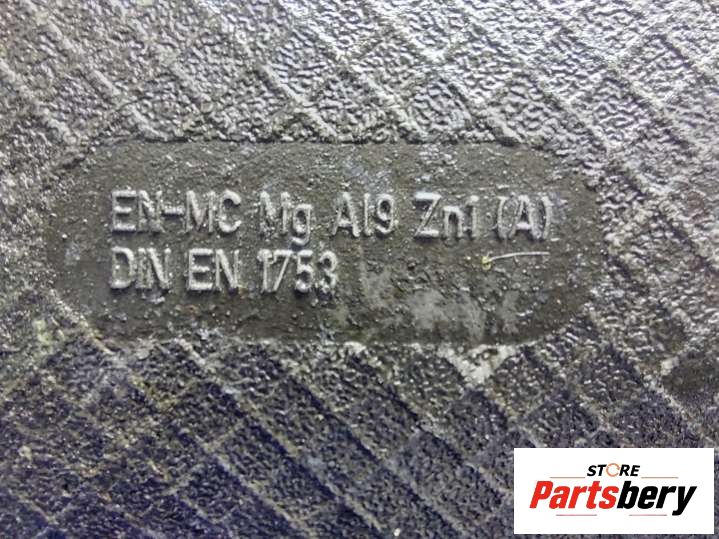 EN-MC Mg Al9 Zn1 (A)
DIN EN 1753
STORE
Partsbery